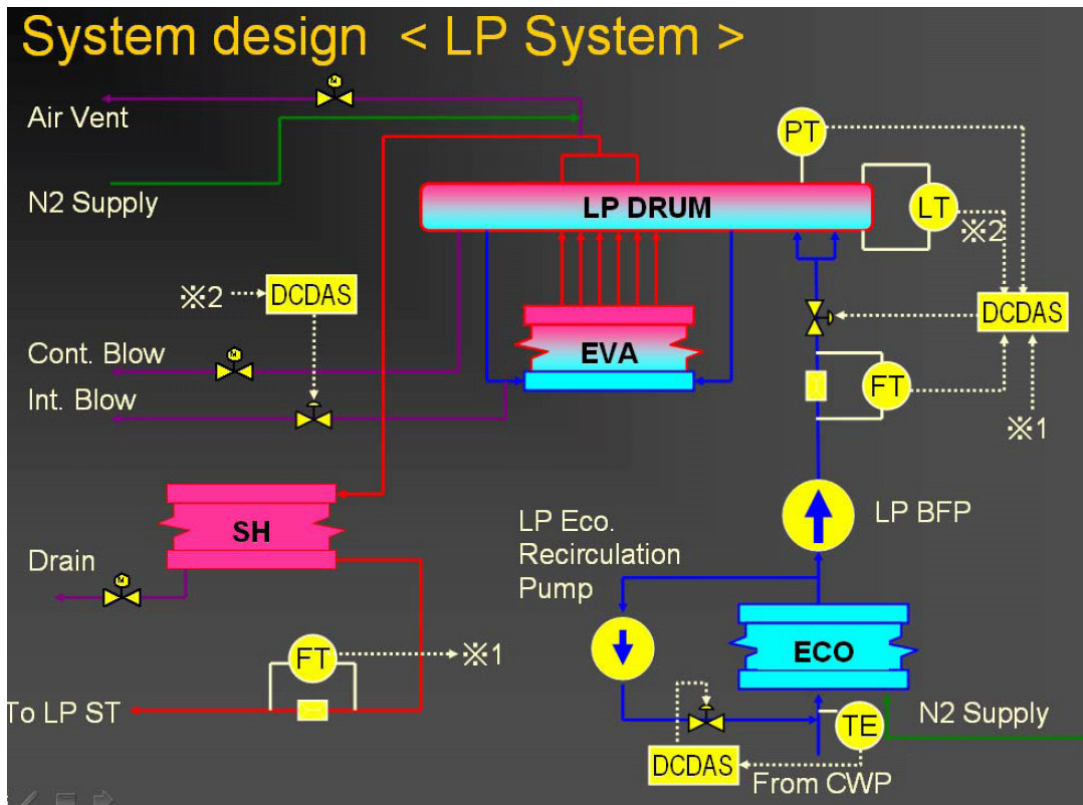 System design < LP System >
M
Air Vent
PT
N2 Supply
LP DRUM
LT
※2
※2
DCDAS
DCDAS
Cont. Blow
M
EVA
Int. Blow
FT
※1
SH
LP Eco.
Recirculation
Pump
LP BFP
Drain
M
FT
※1
ECO
To LP ST
TE
N2 Supply
DCDAS
From CWP